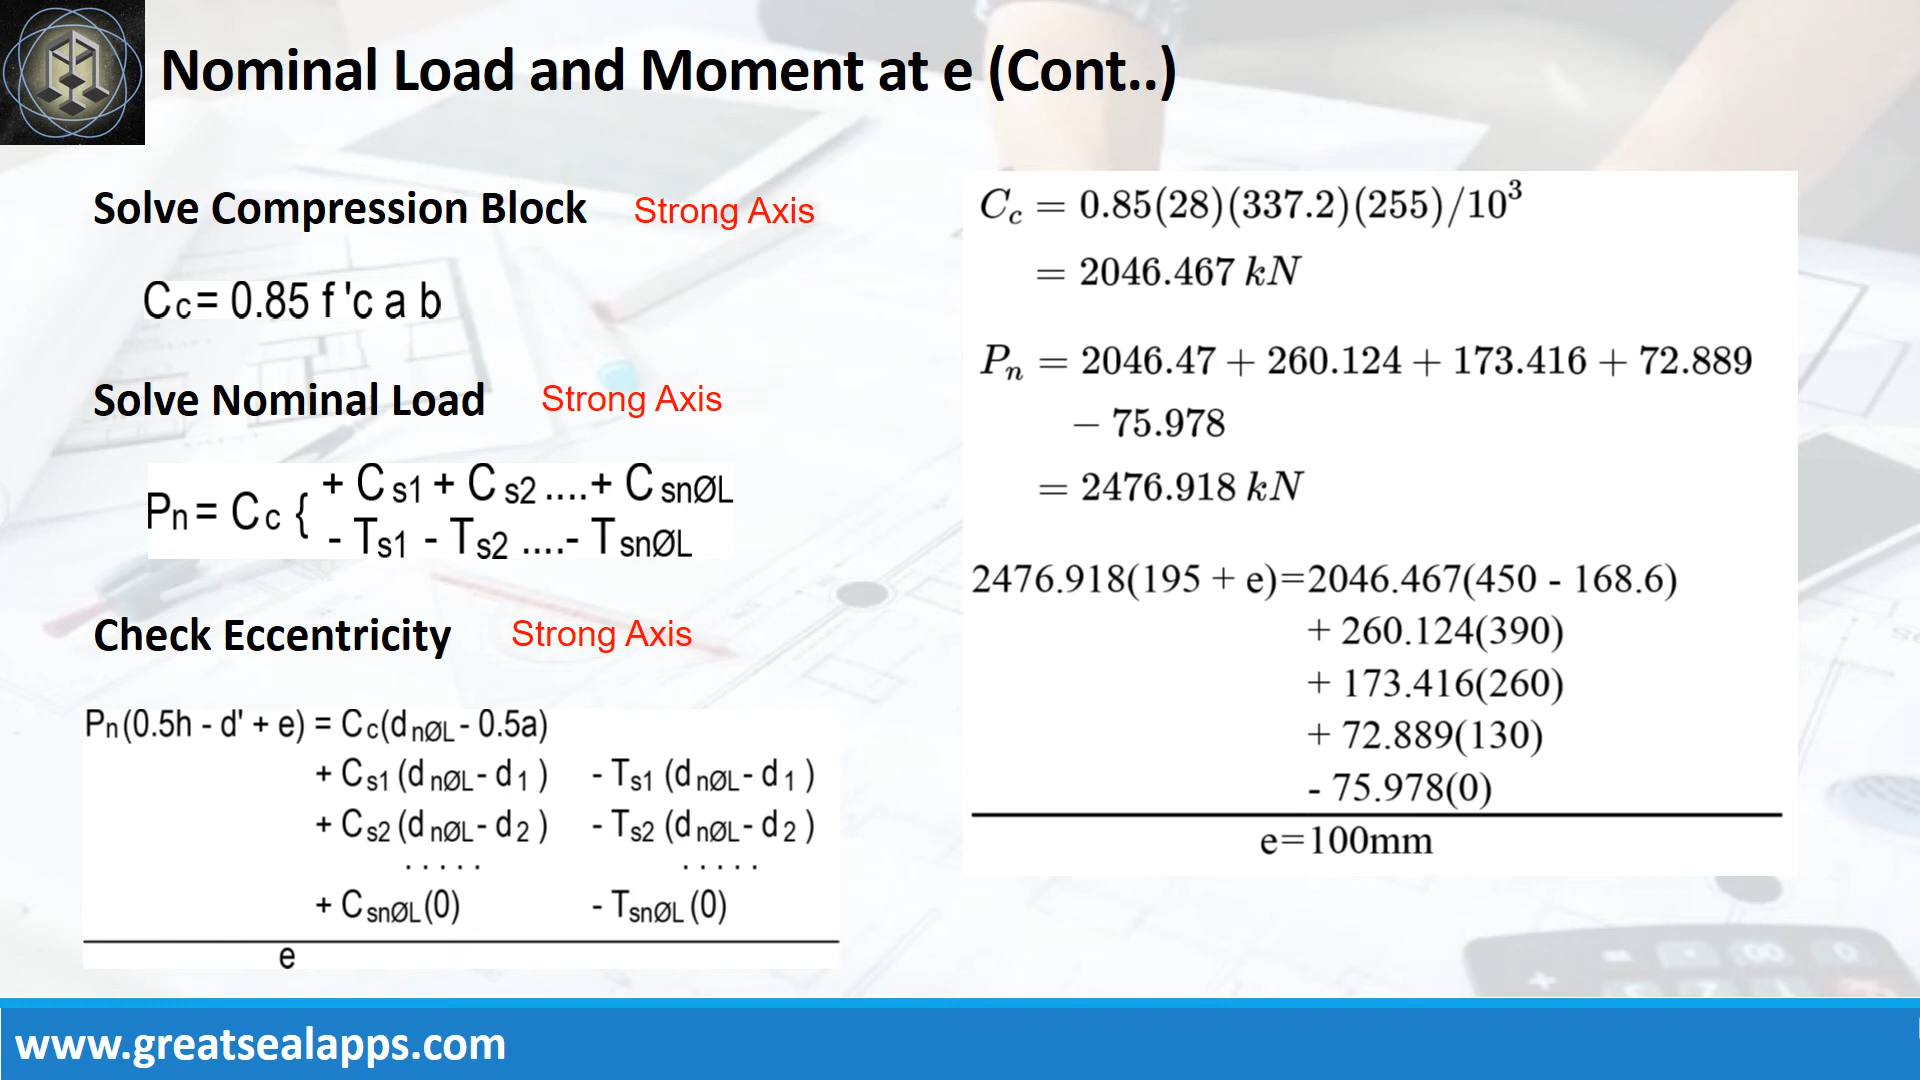 Nominal Load and Moment at e (Cont..)
Solve Compression Block Strong Axis
Cc= 0.85 f 'c a b
Solve Nominal Load Strong Axis
Pn = Cc { + Cs1 + Cs2 ....+ CsnØL
- Ts1 - Ts2 ....- TsnØL
Check Eccentricity Strong Axis
Pn(0.5h - d' + e) = Cc(dnØL - 0.5a)
+ Cs1 (dnØL - d1 ) - Ts1 (dnØL - d1 )
+ Cs2 (dnØL - d2 ) - Ts2 (dnØL - d2 )
. . . . . . . . . .
+ CsnØL (0) - TsnØL (0)
e
Cc = 0.85(28)(337.2)(255)/10³
= 2046.467 kN
Pn = 2046.47 + 260.124 + 173.416 + 72.889
− 75.978
= 2476.918 kN
2476.918(195 + e)=2046.467(450 - 168.6)
+ 260.124(390)
+ 173.416(260)
+ 72.889(130)
- 75.978(0)
e=100mm
www.greatsealapps.com